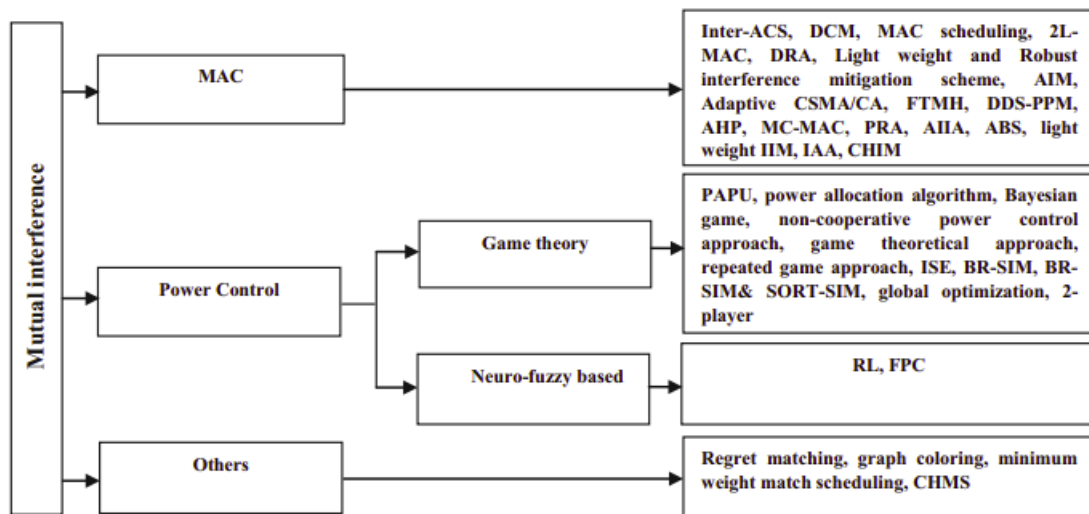 Mutual interference
MAC
Inter-ACS, DCM, MAC scheduling, 2L-
MAC, DRA, Light weight and Robust
interference mitigation scheme, AIM,
Adaptive CSMA/CA, FTMH, DDS-PPM,
AHP, MC-MAC, PRA, AIIA, ABS, light
weight IIM, IAA, CHIM
Power Control
Game theory
PAPU, power allocation algorithm, Bayesian
game, non-cooperative power control
approach, game theoretical approach,
repeated game approach, ISE, BR-SIM, BR-
SIM& SORT-SIM, global optimization, 2-
player
Neuro-fuzzy based
RL, FPC
Others
Regret matching, graph coloring, minimum
weight match scheduling, CHMS